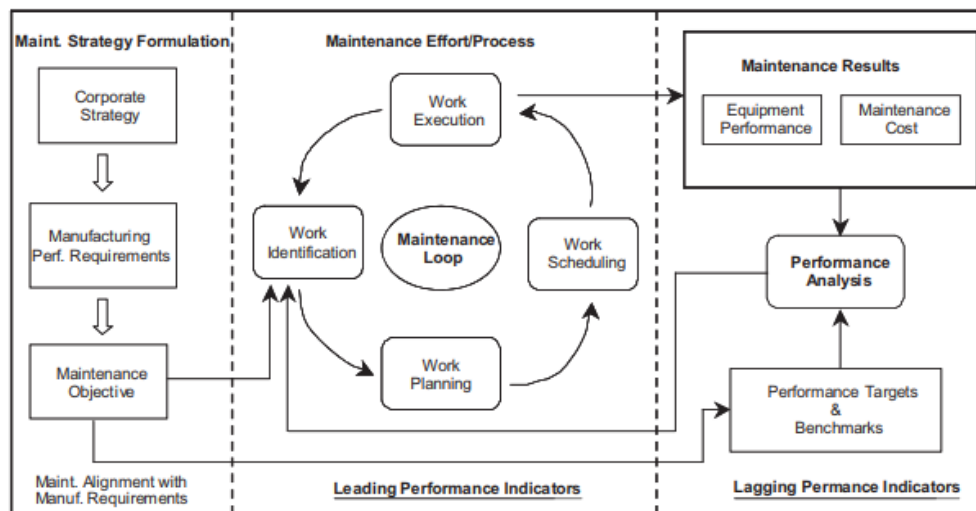 Maint. Strategy Formulation
Corporate
Strategy
Manufacturing
Perf. Requirements
Maintenance
Objective
Maint. Alignment with
Manuf. Requirements
Maintenance Effort/Process
Work
Execution
Work
Identification
Maintenance
Loop
Work
Scheduling
Work
Planning
Leading Performance Indicators
Maintenance Results
Equipment
Performance
Maintenance
Cost
Performance
Analysis
Performance Targets
&
Benchmarks
Lagging Permance Indicators